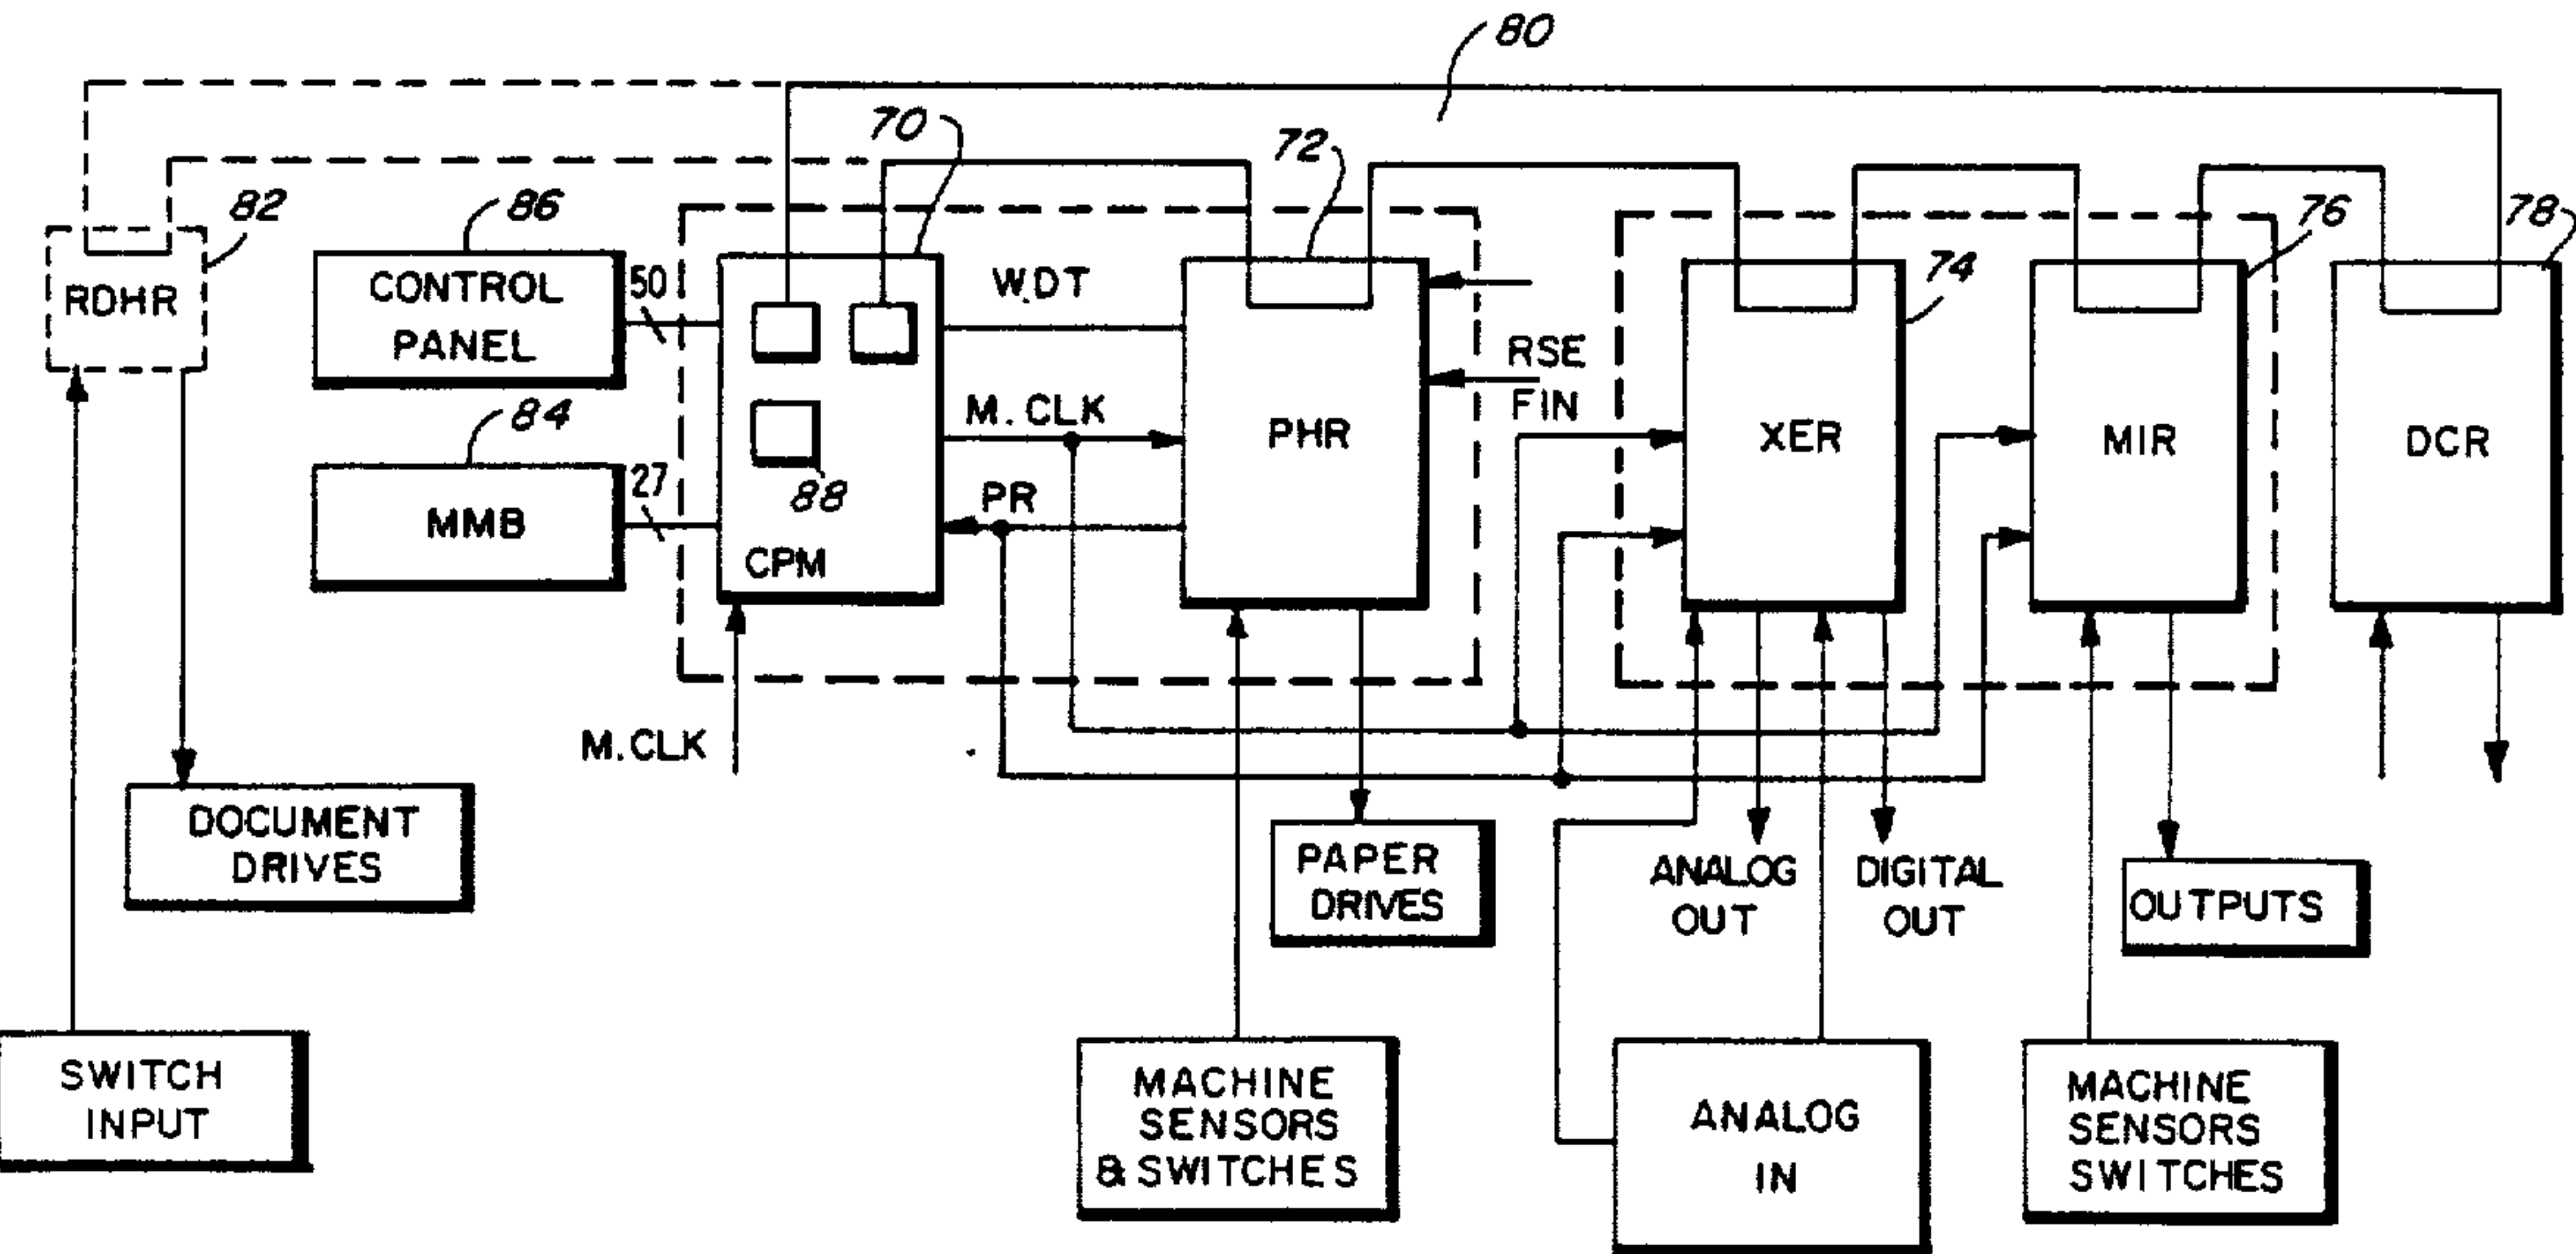 80
70
72
82
86
76
78
74
RDHR
CONTROL
PANEL
50
W.DT
RSE
FIN
84
M. CLK
PHR
XER
MIR
DCR
MMB
27
88
PR
CPM
M.CLK
DOCUMENT
DRIVES
PAPER
DRIVES
ANALOG
OUT
DIGITAL
OUT
OUTPUTS
SWITCH
INPUT
MACHINE
SENSORS
& SWITCHES
ANALOG
IN
MACHINE
SENSORS
SWITCHES